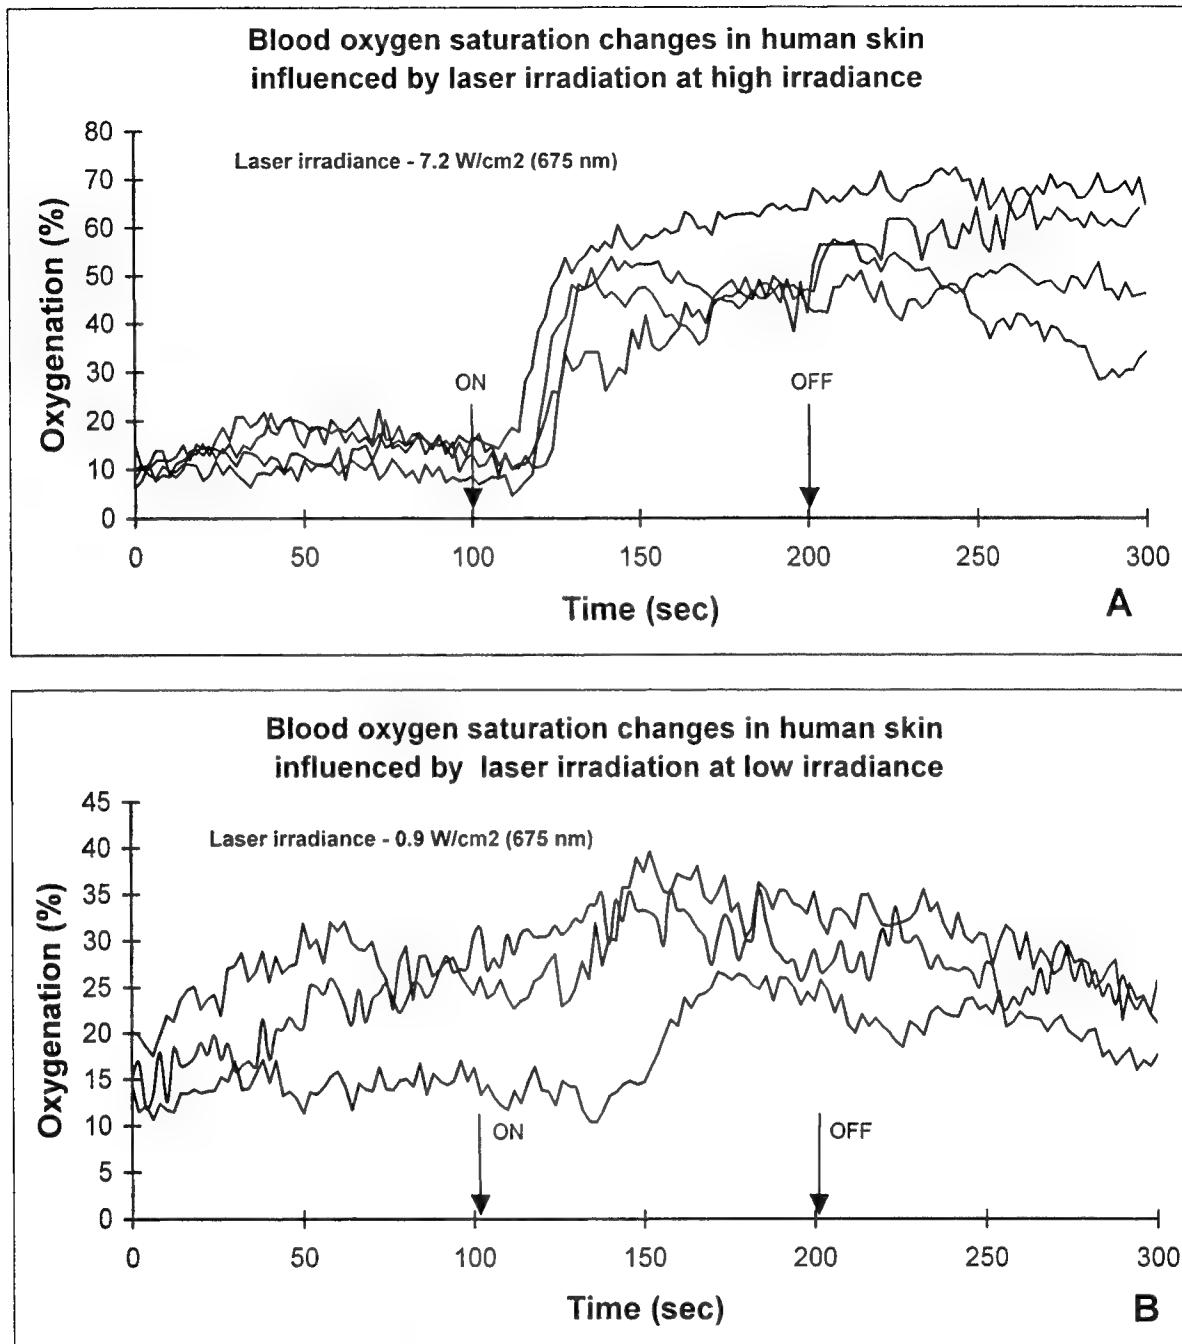 Blood oxygen saturation changes in human skin
influenced by laser irradiation at high irradiance
Laser irradiance - 7.2 W/cm2 (675 nm)
Oxygenation (%)
80
70
60
50
40
30
20
10
0
ON
OFF
0 50 100 150 200 250 300
Time (sec)
A
Blood oxygen saturation changes in human skin
influenced by laser irradiation at low irradiance
Laser irradiance - 0.9 W/cm2 (675 nm)
Oxygenation (%)
45
40
35
30
25
20
15
10
5
0
ON
OFF
0 50 100 150 200 250 300
Time (sec)
B